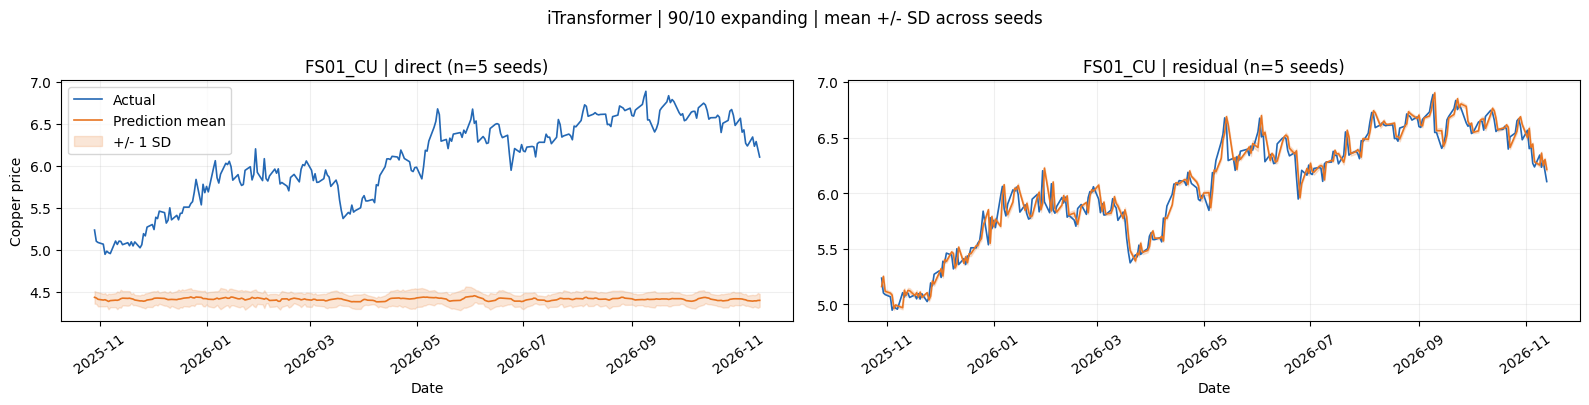 iTransformer | 90/10 expanding | mean +/- SD across seeds
FS01_CU | direct (n=5 seeds)
7.0
6.5
6.0
5.5
5.0
4.5
Copper price
Actual
Prediction mean
+/- 1 SD
2025-11
2026-01
2026-03
2026-05
2026-07
2026-09
2026-11
Date
FS01_CU | residual (n=5 seeds)
7.0
6.5
6.0
5.5
5.0
2025-11
2026-01
2026-03
2026-05
2026-07
2026-09
2026-11
Date